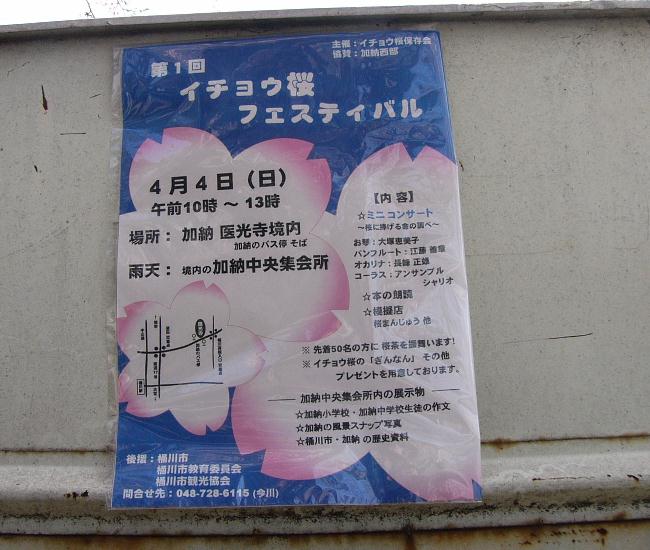 主催：イチョウ桜保存会
協賛：加納西部
第1回
イチョウ桜
フェスティバル
4月4日（日）
午前10時 ～ 13時
場所： 加納 医光寺境内
加納のバス停 そば
雨天： 境内の 加納中央集会所
【内 容】
☆ミニコンサート
～桜に捧げる春の調べ～
お琴：大塚恵美子
パンフルート：江藤 善章
オカリナ：長峰 正雄
コーラス：アンサンブル
シャリオ
☆本の朗読
☆模擬店
桜まんじゅう 他
※ 先着50名の方に 桜茶を振舞います!
※ イチョウ桜の「ぎんなん」 その他
プレゼントを用意しております。
加納中央集会所内の展示物
☆加納小学校・加納中学校生徒の作文
☆加納の風景スナップ写真
☆桶川市・加納 の歴史資料
後援：桶川市
桶川市教育委員会
桶川市観光協会
問合せ先：048-728-6115 (今川)